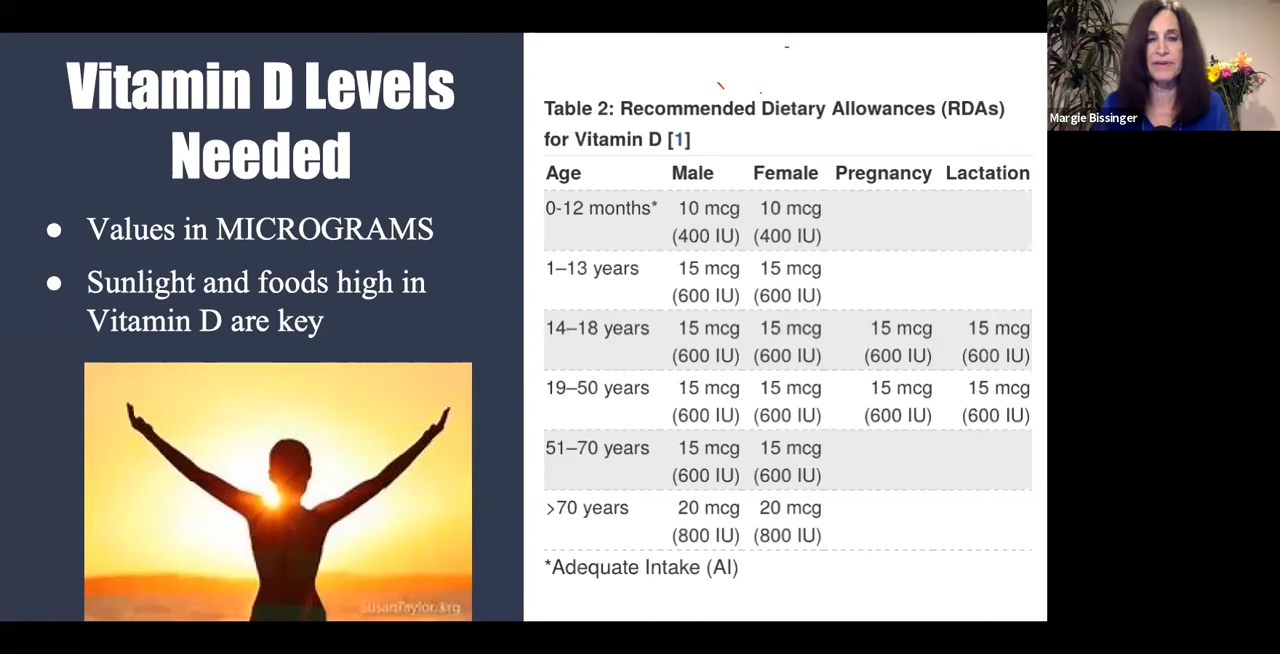 Vitamin D Levels
Needed
● Values in MICROGRAMS
● Sunlight and foods high in
Vitamin D are key
SusanTaylor.org
Table 2: Recommended Dietary Allowances (RDAs)
for Vitamin D [1]
Age Male Female Pregnancy Lactation
0-12 months* 10 mcg 10 mcg
(400 IU) (400 IU)
1–13 years 15 mcg 15 mcg
(600 IU) (600 IU)
14–18 years 15 mcg 15 mcg 15 mcg 15 mcg
(600 IU) (600 IU) (600 IU) (600 IU)
19–50 years 15 mcg 15 mcg 15 mcg 15 mcg
(600 IU) (600 IU) (600 IU) (600 IU)
51–70 years 15 mcg 15 mcg
(600 IU) (600 IU)
>70 years 20 mcg 20 mcg
(800 IU) (800 IU)
*Adequate Intake (AI)
Margie Bissinger